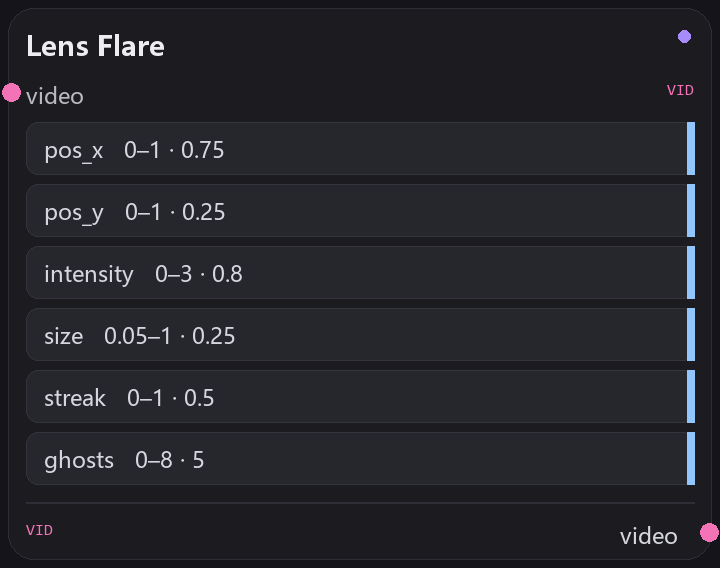 Lens Flare
video VID
pos_x 0–1 · 0.75
pos_y 0–1 · 0.25
intensity 0–3 · 0.8
size 0.05–1 · 0.25
streak 0–1 · 0.5
ghosts 0–8 · 5
VID video